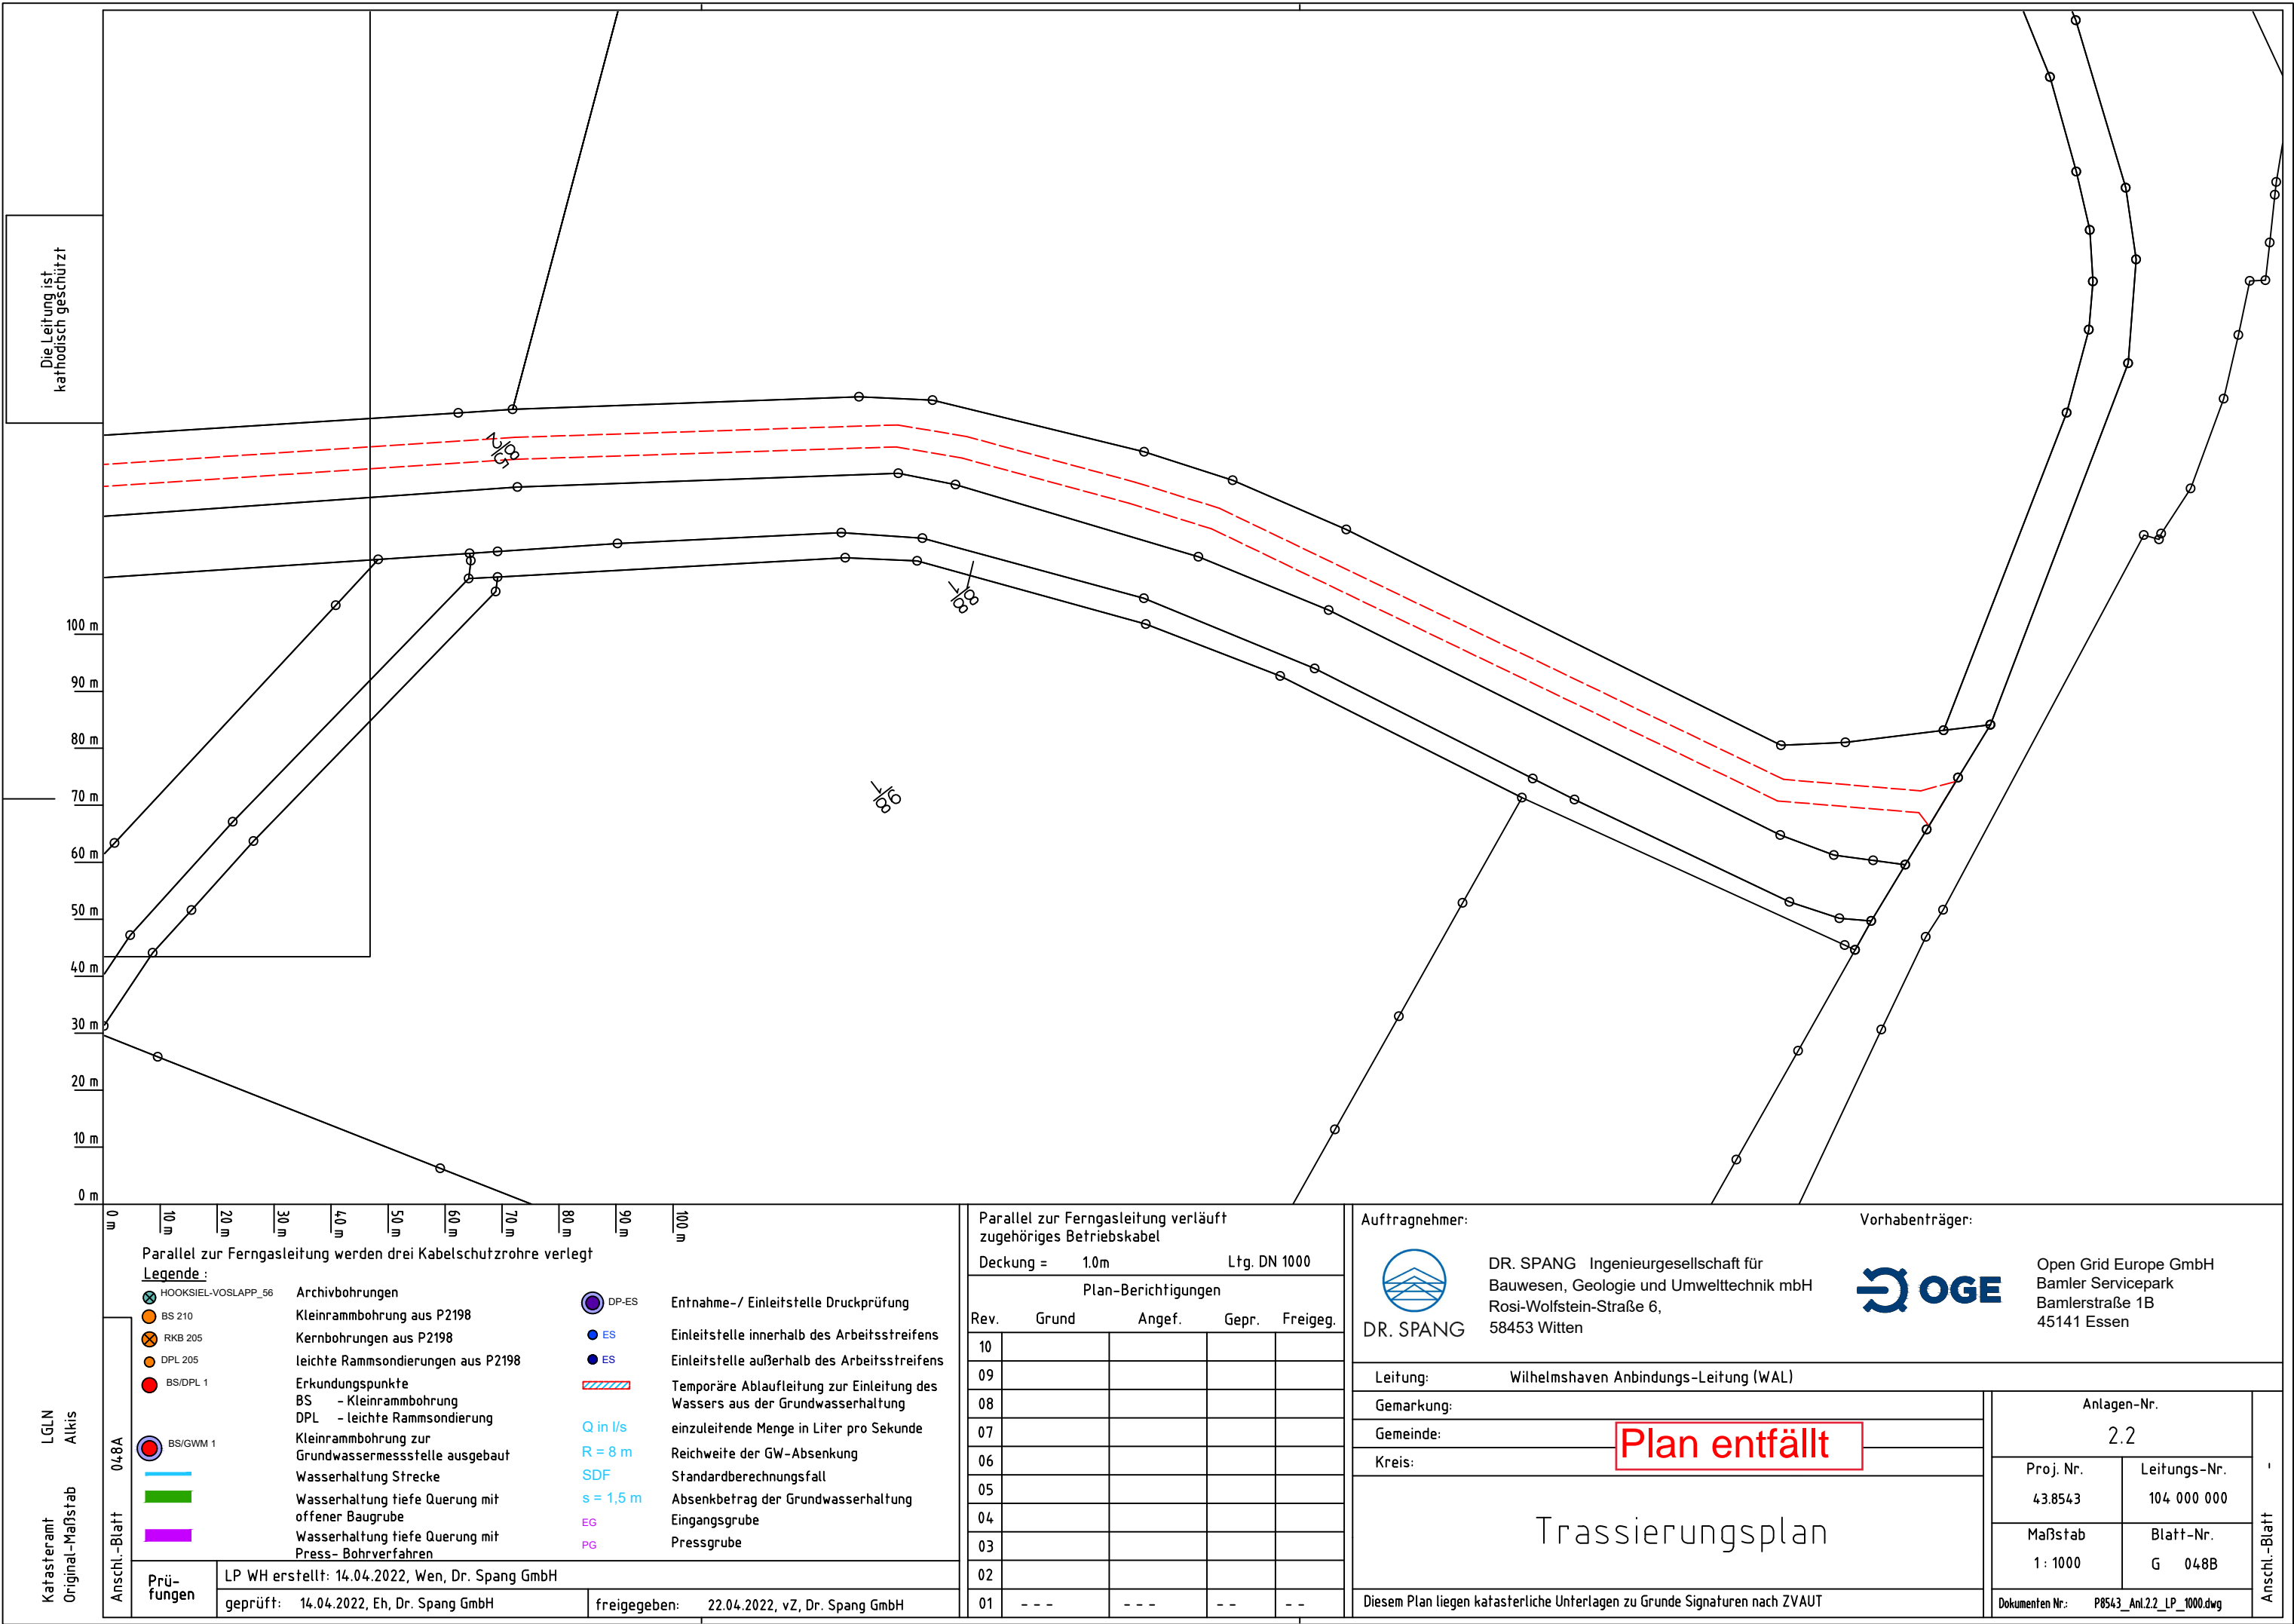 Die Leitung ist
kathodisch geschützt
100 m
90 m
80 m
70 m
60 m
50 m
40 m
30 m
20 m
10 m
0 m
0 m
10 m
20 m
30 m
40 m
50 m
60 m
70 m
80 m
90 m
100 m
Parallel zur Ferngasleitung werden drei Kabelschutzrohre verlegt
Legende :
HOOKSIEL-VOSLAPP_56 Archivbohrungen
BS 210 Kleinrammbohrung aus P2198
RKB 205 Kernbohrungen aus P2198
DPL 205 leichte Rammsondierungen aus P2198
BS/DPL 1 Erkundungspunkte
BS - Kleinrammbohrung
DPL - leichte Rammsondierung
BS/GWM 1 Kleinrammbohrung zur
Grundwassermessstelle ausgebaut
Wasserhaltung Strecke
Wasserhaltung tiefe Querung mit
offener Baugrube
Wasserhaltung tiefe Querung mit
Press- Bohrverfahren
DP-ES Entnahme-/ Einleitstelle Druckprüfung
ES Einleitstelle innerhalb des Arbeitsstreifens
ES Einleitstelle außerhalb des Arbeitsstreifens
Temporäre Ablaufleitung zur Einleitung des
Wassers aus der Grundwasserhaltung
Q in l/s einzuleitende Menge in Liter pro Sekunde
R = 8 m Reichweite der GW-Absenkung
SDF Standardberechnungsfall
s = 1,5 m Absenkbetrag der Grundwasserhaltung
EG Eingangsgrube
PG Pressgrube
Katasteramt LGLN
Original-Maßstab Alkis
Anschl.-Blatt 048A
Prü-
fungen
LP WH erstellt: 14.04.2022, Wen, Dr. Spang GmbH
geprüft: 14.04.2022, Eh, Dr. Spang GmbH
freigegeben: 22.04.2022, vZ, Dr. Spang GmbH
Parallel zur Ferngasleitung verläuft
zugehöriges Betriebskabel
Deckung = 1.0m Ltg. DN 1000
Plan-Berichtigungen
Rev. Grund Angef. Gepr. Freigeg.
10
09
08
07
06
05
04
03
02
01 --- --- -- --
Auftragnehmer:
DR. SPANG
DR. SPANG Ingenieurgesellschaft für
Bauwesen, Geologie und Umwelttechnik mbH
Rosi-Wolfstein-Straße 6,
58453 Witten
Vorhabenträger:
OGE
Open Grid Europe GmbH
Bamler Servicepark
Bamlerstraße 1B
45141 Essen
Leitung: Wilhelmshaven Anbindungs-Leitung (WAL)
Gemarkung:
Gemeinde:
Kreis:
Plan entfällt
Trassierungsplan
Diesem Plan liegen katasterliche Unterlagen zu Grunde Signaturen nach ZVAUT
Anlagen-Nr.
2.2
Proj. Nr. Leitungs-Nr.
43.8543 104 000 000
Maßstab Blatt-Nr.
1 : 1000 G 048B
Dokumenten Nr.: P8543_Anl.2.2_LP_1000.dwg
Anschl.-Blatt -